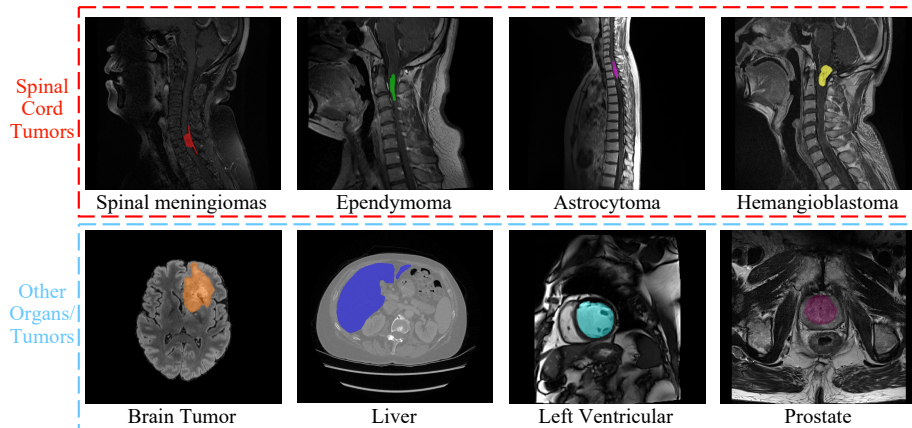 Spinal
Cord
Tumors
Spinal meningiomas
Ependymoma
Astrocytoma
Hemangioblastoma
Other
Organs/
Tumors
Brain Tumor
Liver
Left Ventricular
Prostate